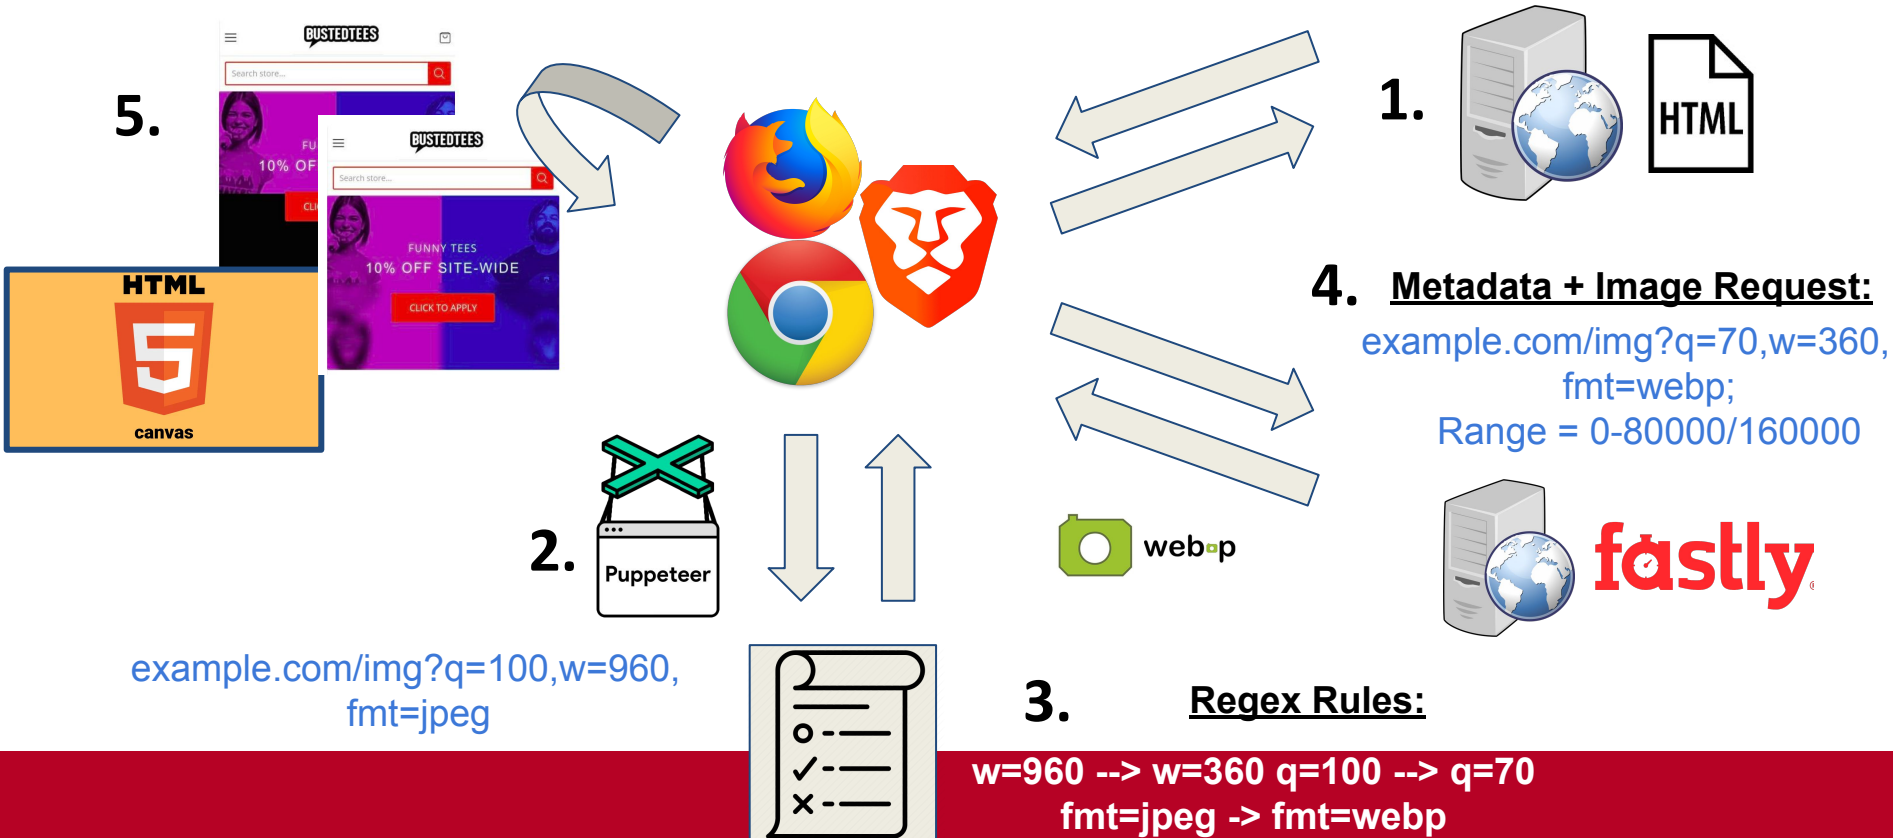 5.
BUSTEDTEES
Search store...
FU
10% OF
CLI
BUSTEDTEES
Search store...
FUNNY TEES
10% OFF SITE-WIDE
CLICK TO APPLY
HTML
5
canvas
1.
HTML
4. Metadata + Image Request:
example.com/img?q=70,w=360,
fmt=webp;
Range = 0-80000/160000
fastly
webp
2.
Puppeteer
example.com/img?q=100,w=960,
fmt=jpeg
3. Regex Rules:
w=960 --> w=360 q=100 --> q=70
fmt=jpeg -> fmt=webp